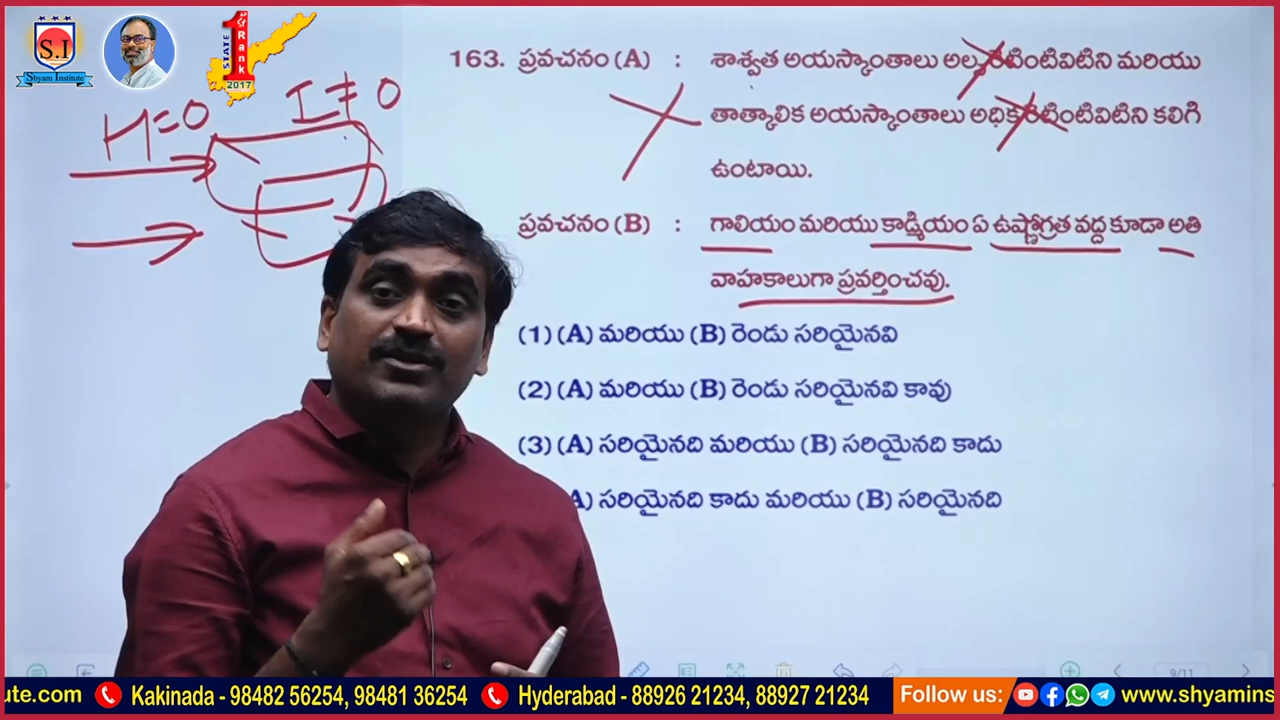 S.I
Shyam Institute
STATE
1
Rank
2017
H=0
I≠0
163. ప్రవచనం (A) : శాశ్వత అయస్కాంతాలు అల్ప రిటింటివిటిని మరియు
తాత్కాలిక అయస్కాంతాలు అధిక రిటింటివిటిని కలిగి
ఉంటాయి.
ప్రవచనం (B) : గాలియం మరియు కాడ్మియం ఏ ఉష్ణోగ్రత వద్ద కూడా అతి
వాహకాలుగా ప్రవర్తించవు.
(1) (A) మరియు (B) రెండు సరియైనవి
(2) (A) మరియు (B) రెండు సరియైనవి కావు
(3) (A) సరియైనది మరియు (B) సరియైనది కాదు
A) సరియైనది కాదు మరియు (B) సరియైనది
9/11
ute.com Kakinada - 98482 56254, 98481 36254 Hyderabad - 88926 21234, 88927 21234 Follow us: www.shyamins